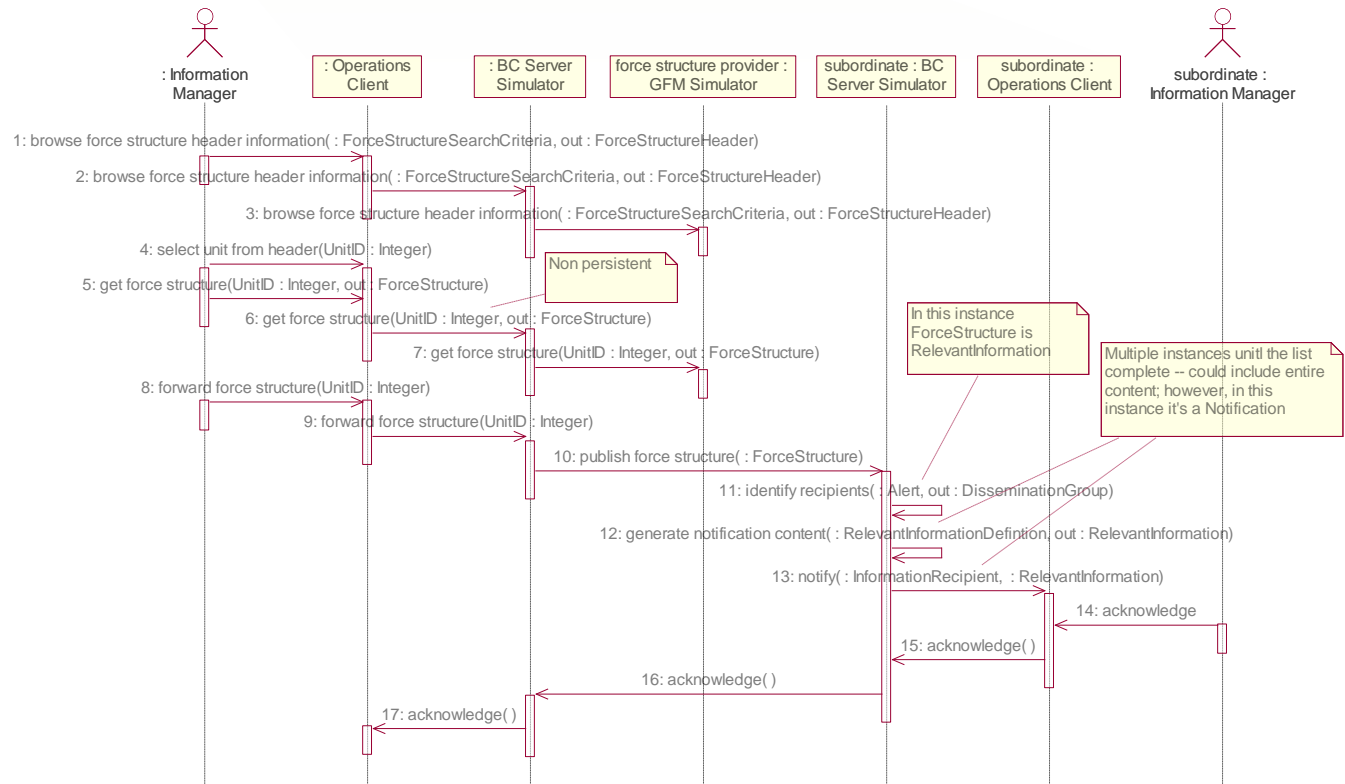 : Information
Manager
: Operations
Client
: BC Server
Simulator
force structure provider :
GFM Simulator
subordinate : BC
Server Simulator
subordinate :
Operations Client
subordinate :
Information Manager
1: browse force structure header information( : ForceStructureSearchCriteria, out : ForceStructureHeader)
2: browse force structure header information( : ForceStructureSearchCriteria, out : ForceStructureHeader)
3: browse force structure header information( : ForceStructureSearchCriteria, out : ForceStructureHeader)
4: select unit from header(UnitID : Integer)
Non persistent
5: get force structure(UnitID : Integer, out : ForceStructure)
6: get force structure(UnitID : Integer, out : ForceStructure)
In this instance
ForceStructure is
RelevantInformation
7: get force structure(UnitID : Integer, out : ForceStructure)
Multiple instances unitl the list
complete -- could include entire
content; however, in this
instance it's a Notification
8: forward force structure(UnitID : Integer)
9: forward force structure(UnitID : Integer)
10: publish force structure( : ForceStructure)
11: identify recipients( : Alert, out : DisseminationGroup)
12: generate notification content( : RelevantInformationDefintion, out : RelevantInformation)
13: notify( : InformationRecipient,  : RelevantInformation)
14: acknowledge
15: acknowledge( )
16: acknowledge( )
17: acknowledge( )